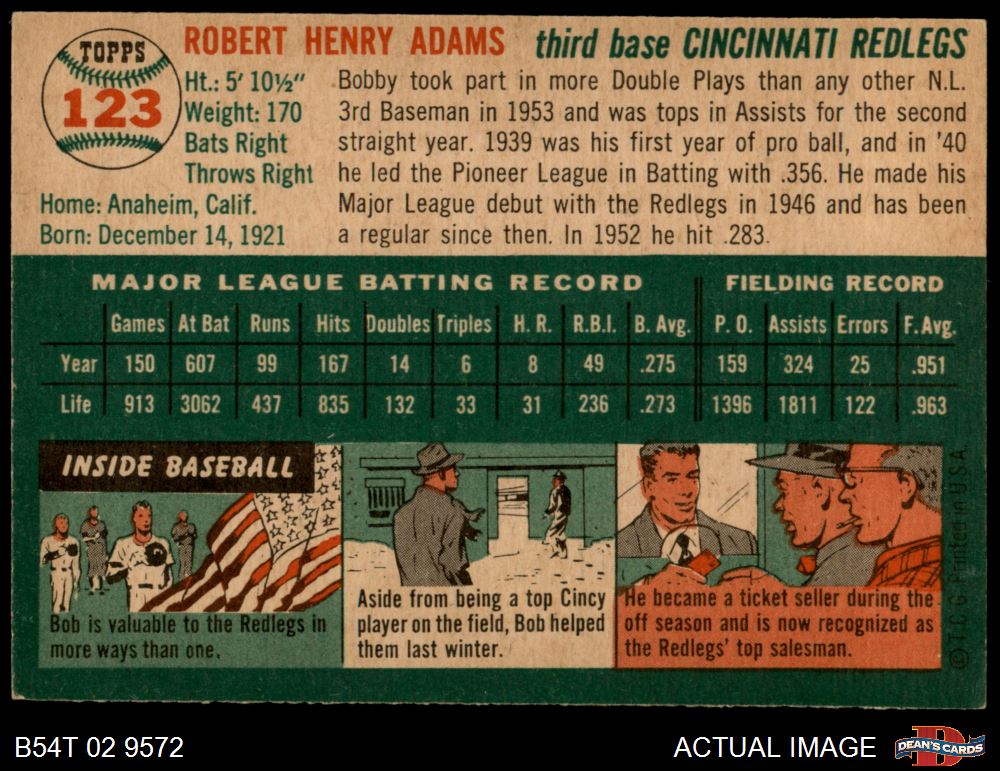 TOPPS
123
ROBERT HENRY ADAMS third base CINCINNATI REDLEGS
Ht.: 5' 10½"
Weight: 170
Bats Right
Throws Right
Home: Anaheim, Calif.
Born: December 14, 1921
Bobby took part in more Double Plays than any other N.L.
3rd Baseman in 1953 and was tops in Assists for the second
straight year. 1939 was his first year of pro ball, and in '40
he led the Pioneer League in Batting with .356. He made his
Major League debut with the Redlegs in 1946 and has been
a regular since then. In 1952 he hit .283.
MAJOR LEAGUE BATTING RECORD FIELDING RECORD
Games At Bat Runs Hits Doubles Triples H. R. R.B.I. B. Avg. P. O. Assists Errors F. Avg.
Year 150 607 99 167 14 6 8 49 .275 159 324 25 .951
Life 913 3062 437 835 132 33 31 236 .273 1396 1811 122 .963
INSIDE BASEBALL
Bob is valuable to the Redlegs in
more ways than one.
Aside from being a top Cincy
player on the field, Bob helped
them last winter.
He became a ticket seller during the
off season and is now recognized as
the Redlegs' top salesman.
© T. C. G. Printed in U.S.A.
B54T 02 9572
ACTUAL IMAGE
DEAN'S CARDS